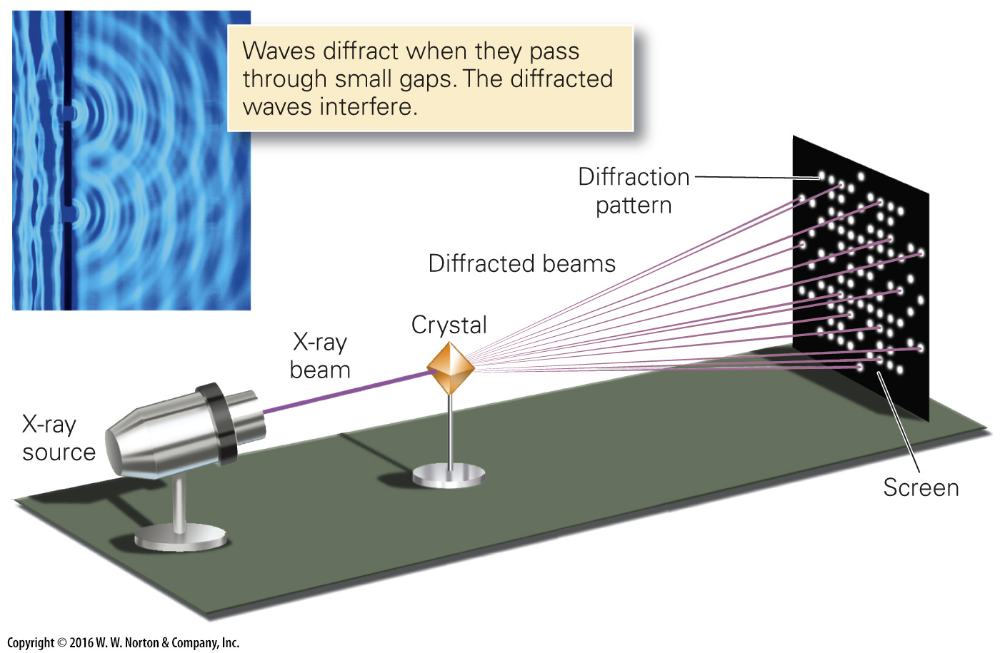 Waves diffract when they pass
through small gaps. The diffracted
waves interfere.
Diffraction
pattern
Diffracted beams
Crystal
X-ray
beam
X-ray
source
Screen
Copyright © 2016 W. W. Norton & Company, Inc.